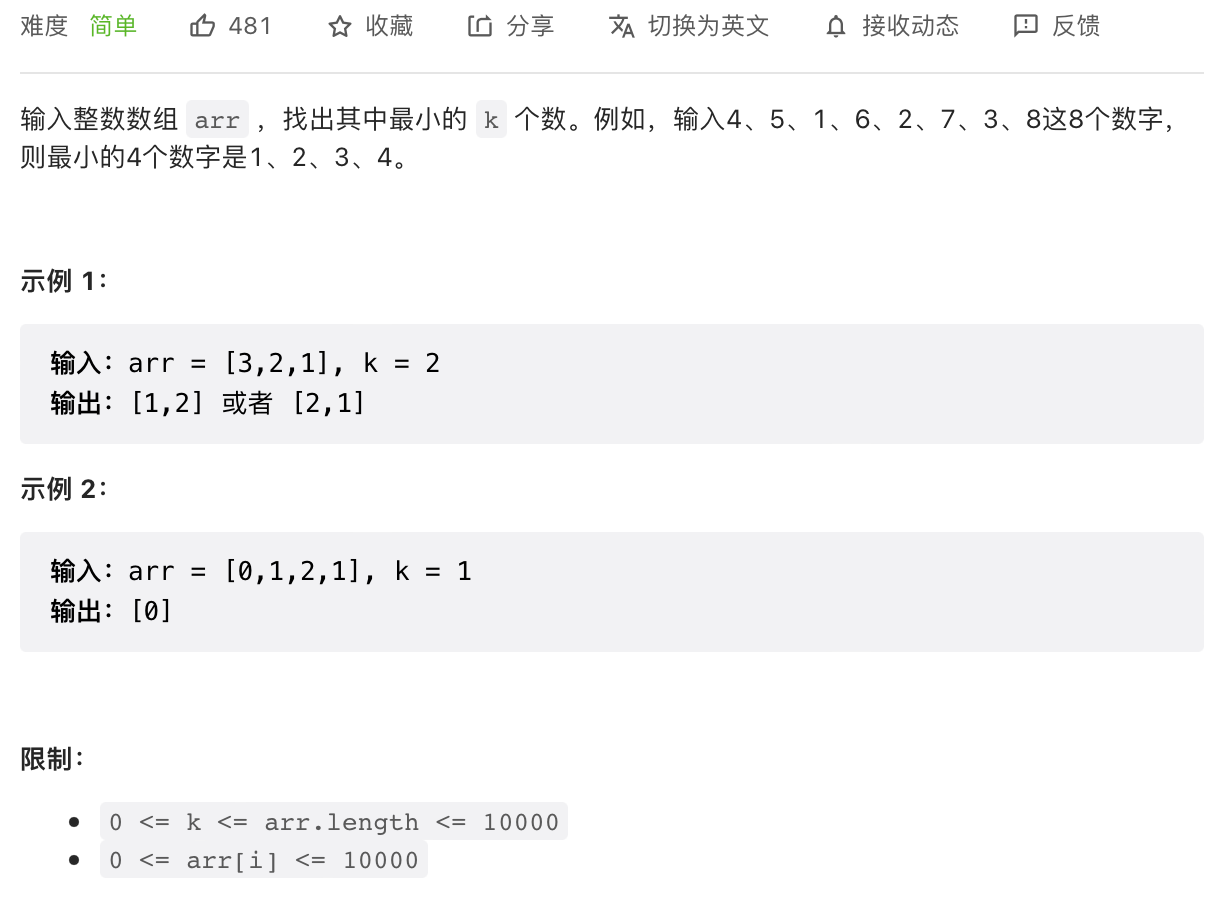 难度 简单 481 收藏 分享 切换为英文 接收动态 反馈
输入整数数组 arr ，找出其中最小的 k 个数。例如，输入4、5、1、6、2、7、3、8这8个数字，
则最小的4个数字是1、2、3、4。
示例 1：
输入：arr = [3,2,1], k = 2
输出：[1,2] 或者 [2,1]
示例 2：
输入：arr = [0,1,2,1], k = 1
输出：[0]
限制：
0 <= k <= arr.length <= 10000
0 <= arr[i] <= 10000